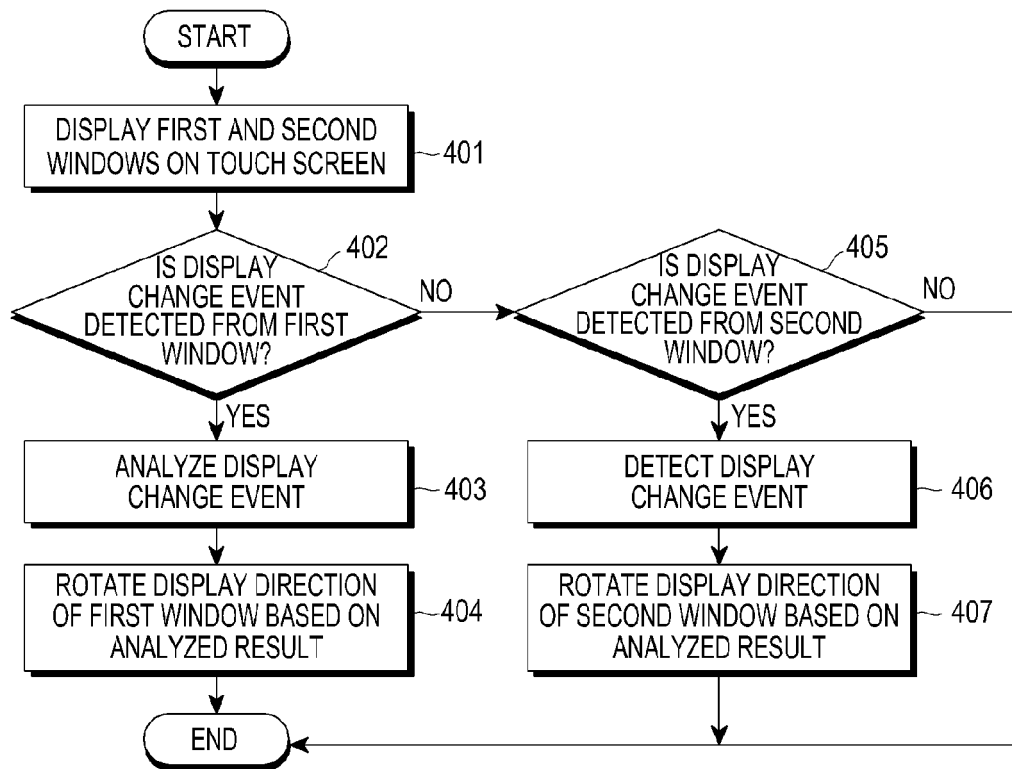 START
DISPLAY FIRST AND SECOND
WINDOWS ON TOUCH SCREEN
401
402
IS DISPLAY
CHANGE EVENT
DETECTED FROM FIRST
WINDOW?
NO
YES
405
IS DISPLAY
CHANGE EVENT
DETECTED FROM SECOND
WINDOW?
NO
YES
ANALYZE DISPLAY
CHANGE EVENT
403
DETECT DISPLAY
CHANGE EVENT
406
ROTATE DISPLAY DIRECTION
OF FIRST WINDOW BASED ON
ANALYZED RESULT
404
ROTATE DISPLAY DIRECTION
OF SECOND WINDOW BASED ON
ANALYZED RESULT
407
END